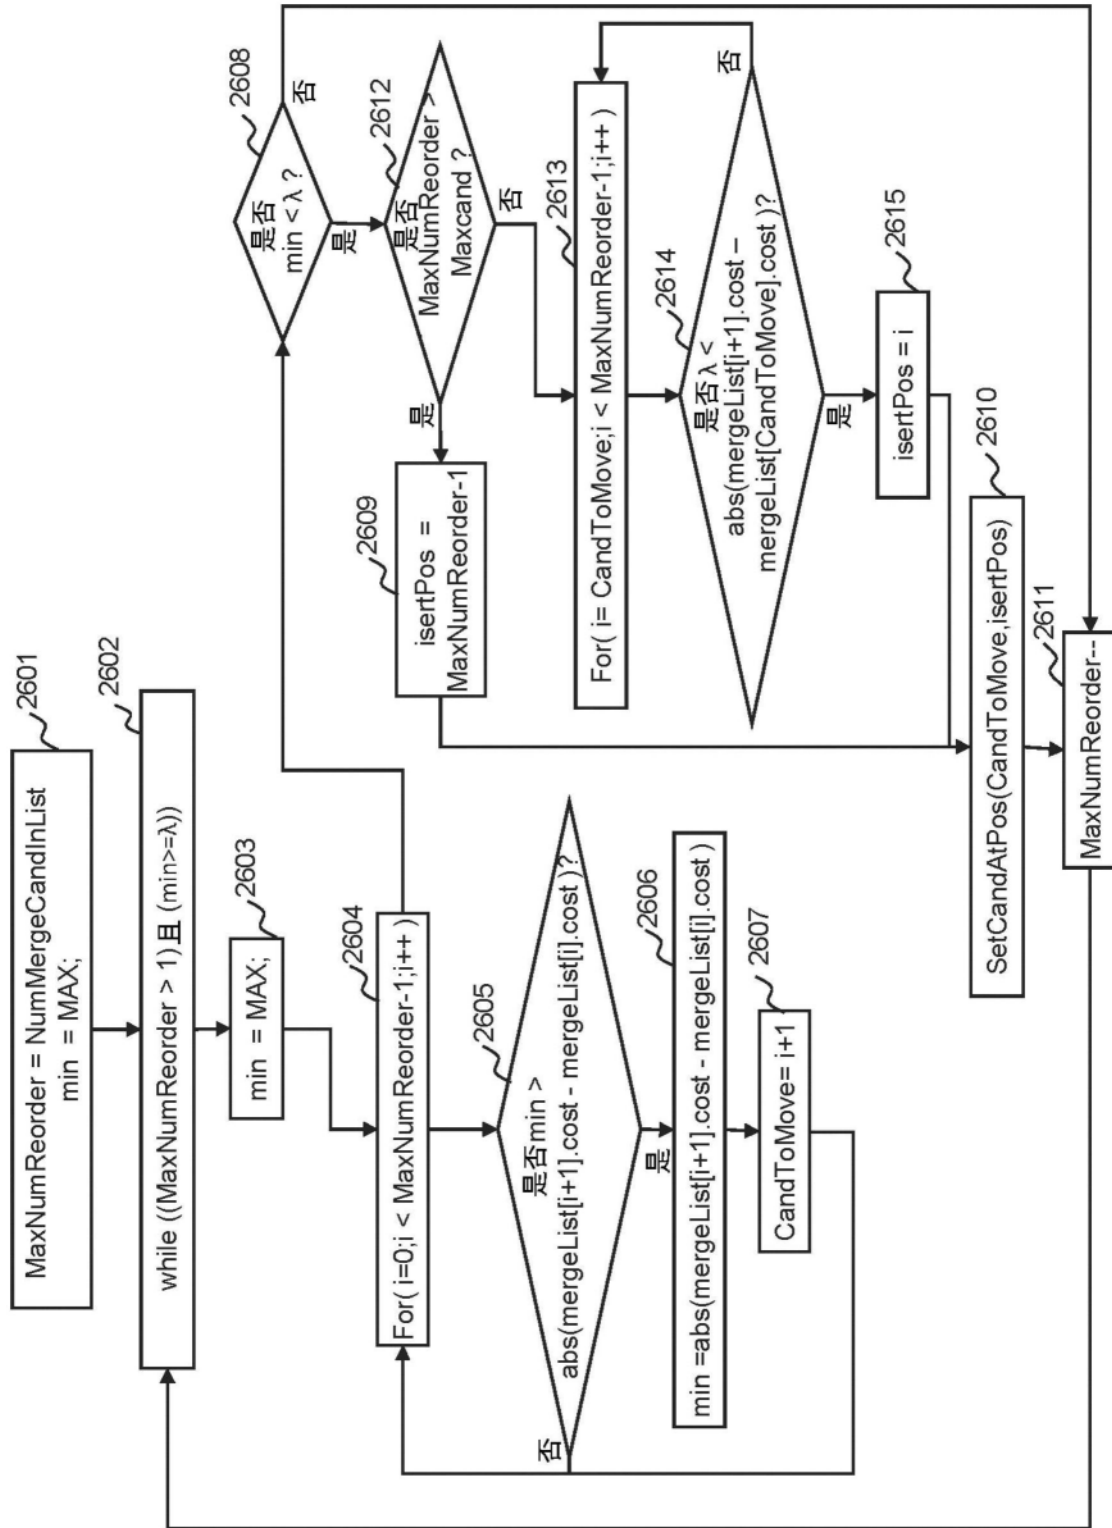 2601
MaxNumReorder = NumMergeCandInList
min = MAX;
2602
while ((MaxNumReorder > 1)且 (min>=λ))
2603
min = MAX;
2604
For( i=0;i < MaxNumReorder-1;i++ )
2605
是否min >
abs(mergeList[i+1].cost - mergeList[i].cost )?
否
是
2606
min =abs(mergeList[i+1].cost - mergeList[i].cost )
2607
CandToMove= i+1
2608
是否
min < λ ?
否
是
2612
是否
MaxNumReorder >
Maxcand ?
是
否
2609
isertPos =
MaxNumReorder-1
2613
For( i= CandToMove;i < MaxNumReorder-1;i++ )
2614
是否 λ <
abs(mergeList[i+1].cost –
mergeList[CandToMove].cost )?
否
是
2615
isertPos = i
2610
SetCandAtPos(CandToMove,isertPos)
2611
MaxNumReorder--